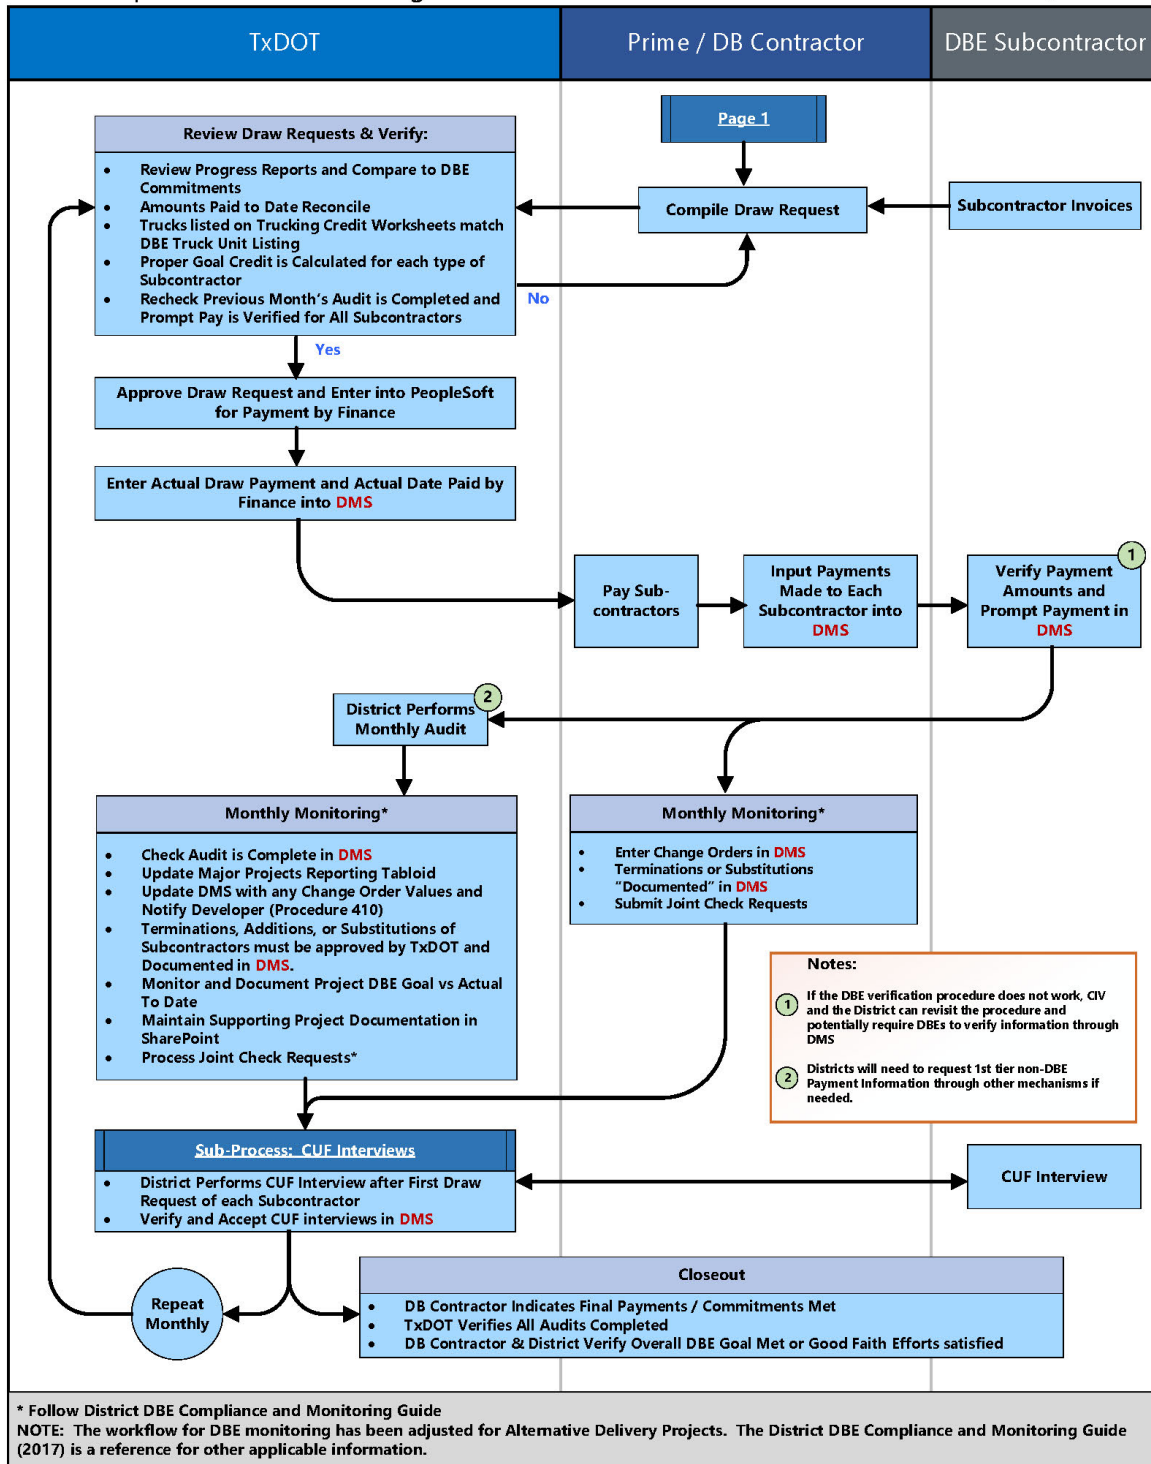 TxDOT
Prime / DB Contractor
DBE Subcontractor
Page 1
Review Draw Requests & Verify:
• Review Progress Reports and Compare to DBE
Commitments
• Amounts Paid to Date Reconcile
• Trucks listed on Trucking Credit Worksheets match
DBE Truck Unit Listing
• Proper Goal Credit is Calculated for each type of
Subcontractor
• Recheck Previous Month's Audit is Completed and
Prompt Pay is Verified for All Subcontractors
Compile Draw Request
Subcontractor Invoices
No
Yes
Approve Draw Request and Enter into PeopleSoft
for Payment by Finance
Enter Actual Draw Payment and Actual Date Paid by
Finance into DMS
Pay Sub-
contractors
Input Payments
Made to Each
Subcontractor into
DMS
1
Verify Payment
Amounts and
Prompt Payment in
DMS
2
District Performs
Monthly Audit
Monthly Monitoring*
• Check Audit is Complete in DMS
• Update Major Projects Reporting Tabloid
• Update DMS with any Change Order Values and
Notify Developer (Procedure 410)
• Terminations, Additions, or Substitutions of
Subcontractors must be approved by TxDOT and
Documented in DMS.
• Monitor and Document Project DBE Goal vs Actual
To Date
• Maintain Supporting Project Documentation in
SharePoint
• Process Joint Check Requests*
Monthly Monitoring*
• Enter Change Orders in DMS
• Terminations or Substitutions
"Documented" in DMS
• Submit Joint Check Requests
Notes:
1 If the DBE verification procedure does not work, CIV
and the District can revisit the procedure and
potentially require DBEs to verify information through
DMS
2 Districts will need to request 1st tier non-DBE
Payment Information through other mechanisms if
needed.
Sub-Process: CUF Interviews
• District Performs CUF Interview after First Draw
Request of each Subcontractor
• Verify and Accept CUF interviews in DMS
CUF Interview
Repeat
Monthly
Closeout
• DB Contractor Indicates Final Payments / Commitments Met
• TxDOT Verifies All Audits Completed
• DB Contractor & District Verify Overall DBE Goal Met or Good Faith Efforts satisfied
* Follow District DBE Compliance and Monitoring Guide
NOTE: The workflow for DBE monitoring has been adjusted for Alternative Delivery Projects. The District DBE Compliance and Monitoring Guide
(2017) is a reference for other applicable information.